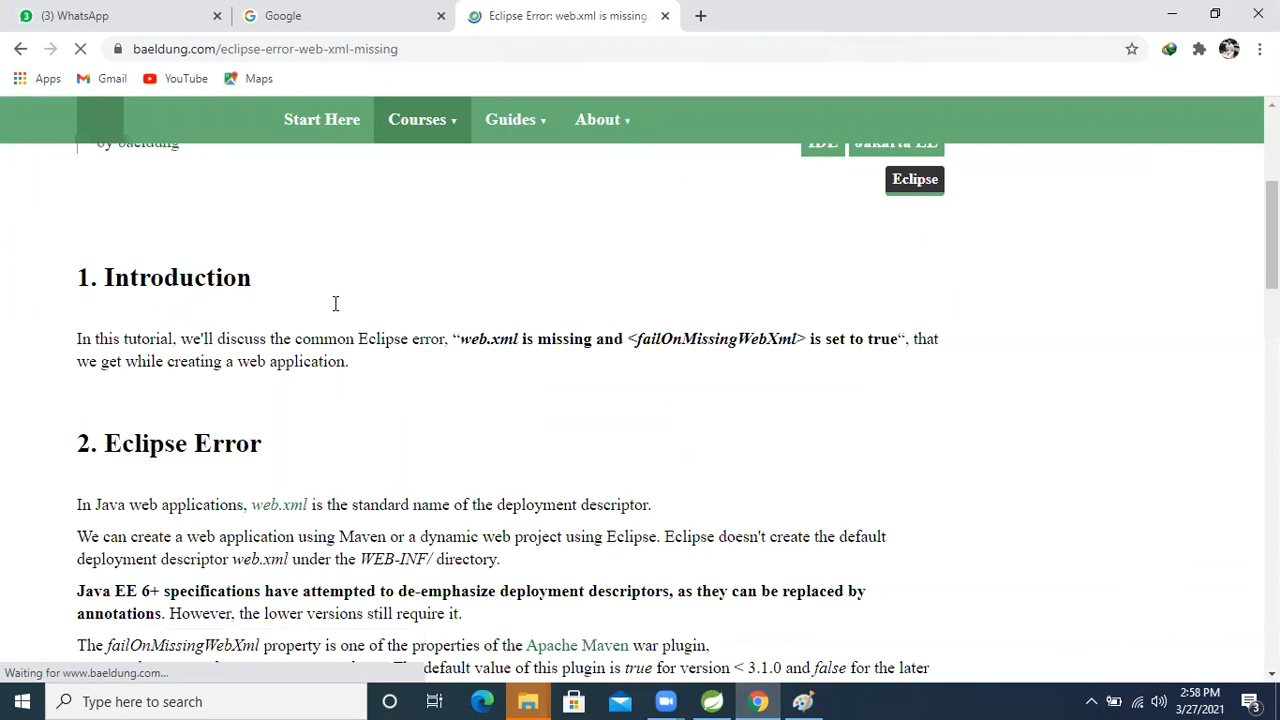 (3) WhatsApp
Google
Eclipse Error: web.xml is missing
baeldung.com/eclipse-error-web-xml-missing
Apps
Gmail
YouTube
Maps
Start Here
Courses
Guides
About
by baeldung
IDE
Jakarta EE
Eclipse
1. Introduction
In this tutorial, we'll discuss the common Eclipse error, “web.xml is missing and <failOnMissingWebXml> is set to true“, that
we get while creating a web application.
2. Eclipse Error
In Java web applications, web.xml is the standard name of the deployment descriptor.
We can create a web application using Maven or a dynamic web project using Eclipse. Eclipse doesn't create the default
deployment descriptor web.xml under the WEB-INF/ directory.
Java EE 6+ specifications have attempted to de-emphasize deployment descriptors, as they can be replaced by
annotations. However, the lower versions still require it.
The failOnMissingWebXml property is one of the properties of the Apache Maven war plugin,
default value of this plugin is true for version < 3.1.0 and false for the later
Waiting for www.baeldung.com...
Type here to search
2:58 PM
3/27/2021
3